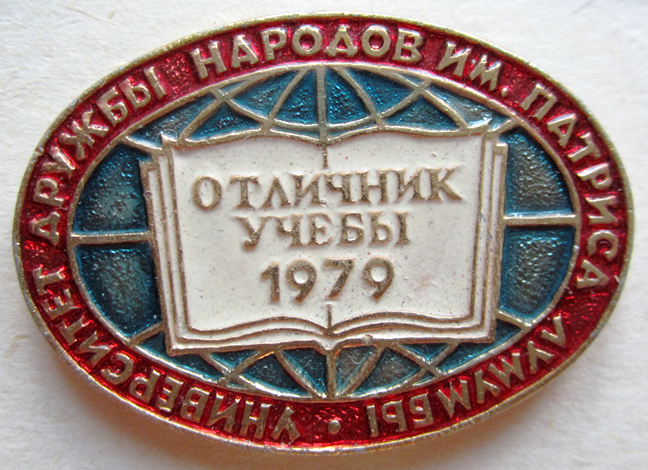 УНИВЕРСИТЕТ ДРУЖБЫ НАРОДОВ ИМ. ПАТРИСА ЛУМУМБЫ •
ОТЛИЧНИК
УЧЕБЫ
1979